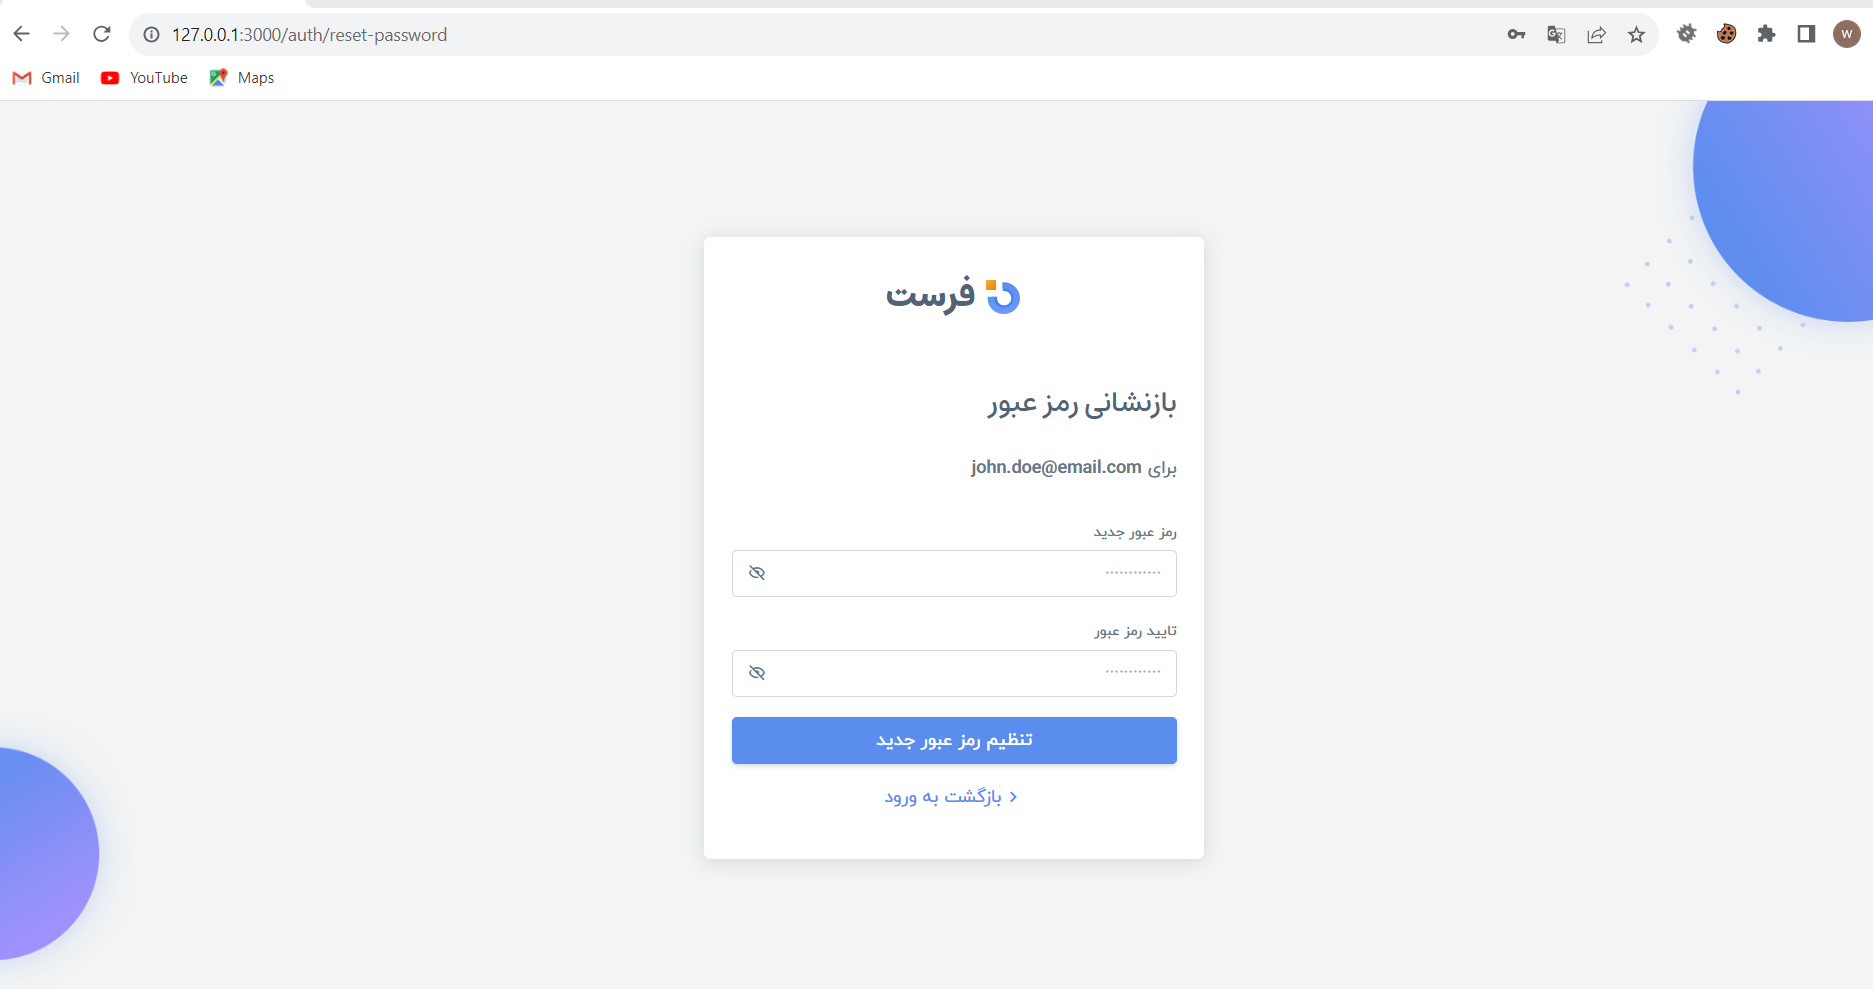 127.0.0.1:3000/auth/reset-password
W
Gmail
YouTube
Maps
فرست
بازنشانی رمز عبور
برای john.doe@email.com
رمز عبور جدید
············
تایید رمز عبور
············
تنظیم رمز عبور جدید
بازگشت به ورود